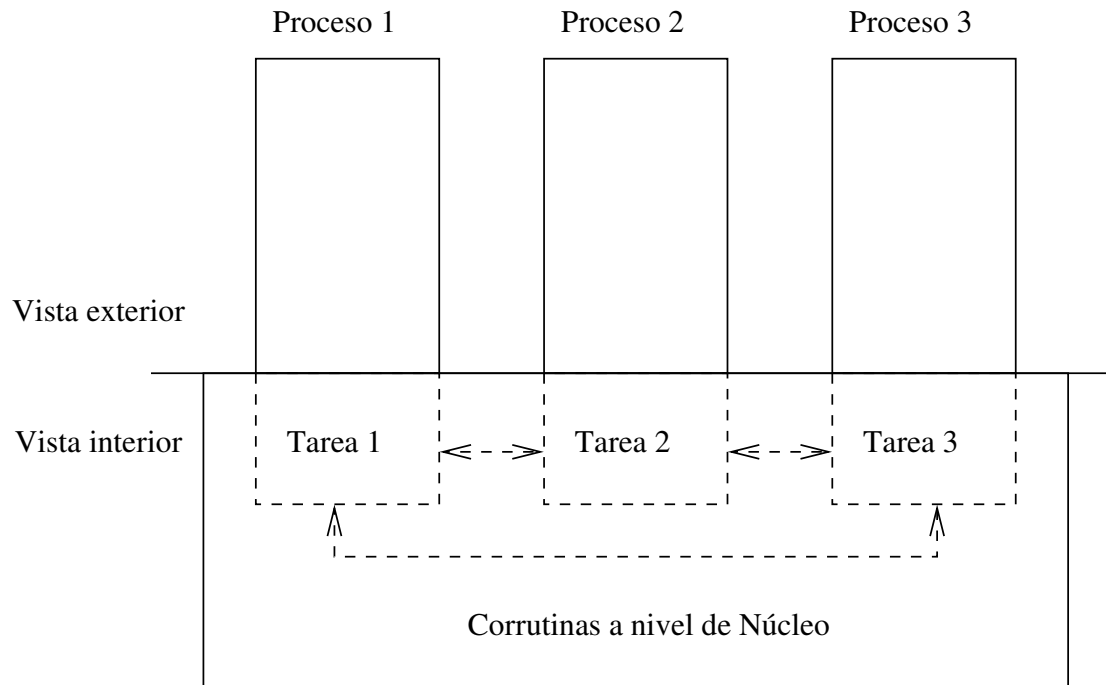 Proceso 1
Proceso 2
Proceso 3
Vista exterior
Vista interior
Tarea 1
Tarea 2
Tarea 3
Corrutinas a nivel de Núcleo